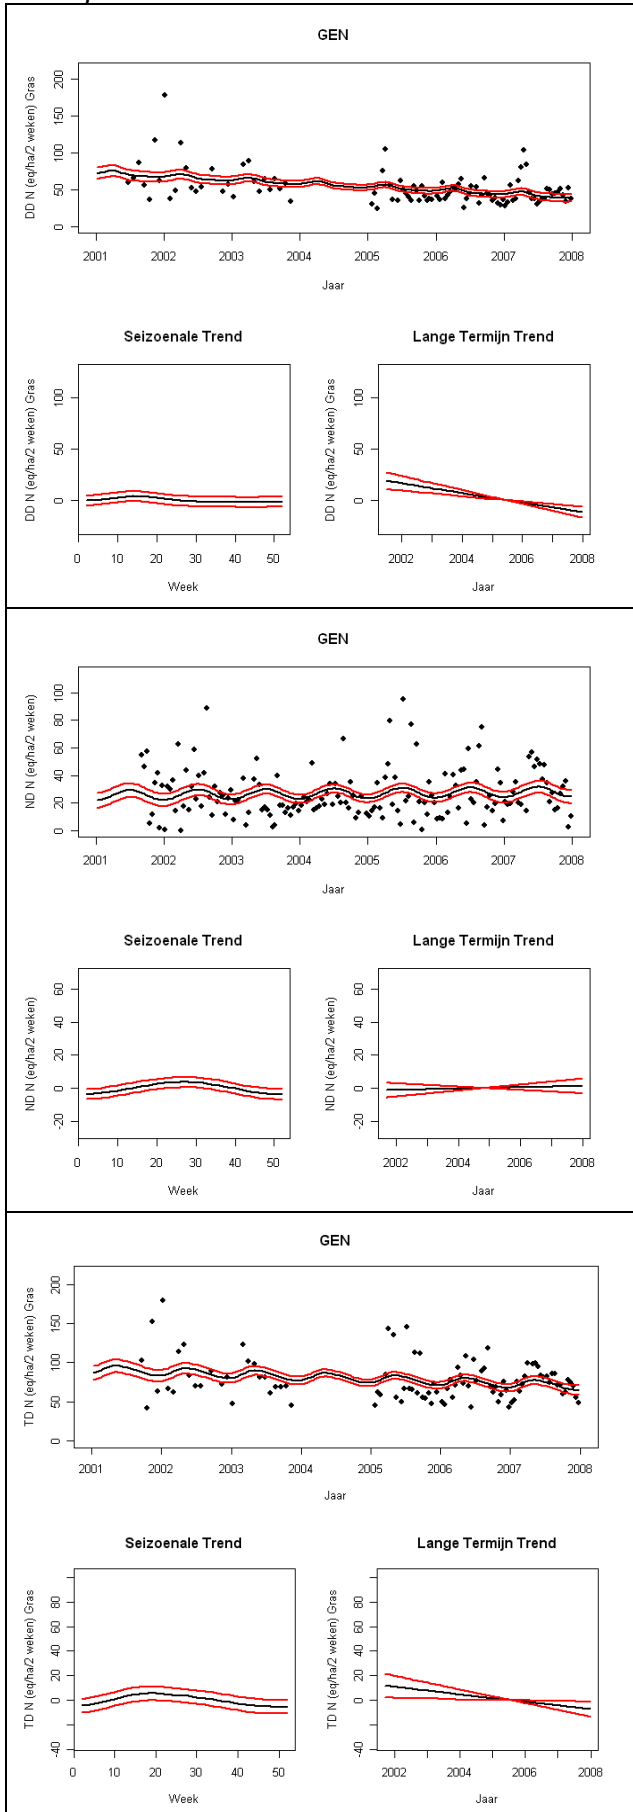 GEN
DD N (eq/ha/2 weken) Gras
0 50 100 150 200
2001 2002 2003 2004 2005 2006 2007 2008
Jaar
Seizoenale Trend
DD N (eq/ha/2 weken) Gras
0 50 100
0 10 20 30 40 50
Week
Lange Termijn Trend
DD N (eq/ha/2 weken) Gras
0 50 100
2002 2004 2006 2008
Jaar
GEN
ND N (eq/ha/2 weken)
0 20 40 60 80 100
2001 2002 2003 2004 2005 2006 2007 2008
Jaar
Seizoenale Trend
ND N (eq/ha/2 weken)
-20 0 20 40 60
0 10 20 30 40 50
Week
Lange Termijn Trend
ND N (eq/ha/2 weken)
-20 0 20 40 60
2002 2004 2006 2008
Jaar
GEN
TD N (eq/ha/2 weken) Gras
0 50 100 150 200
2001 2002 2003 2004 2005 2006 2007 2008
Jaar
Seizoenale Trend
TD N (eq/ha/2 weken) Gras
-40 0 20 40 60 80
0 10 20 30 40 50
Week
Lange Termijn Trend
TD N (eq/ha/2 weken) Gras
-40 0 20 40 60 80
2002 2004 2006 2008
Jaar